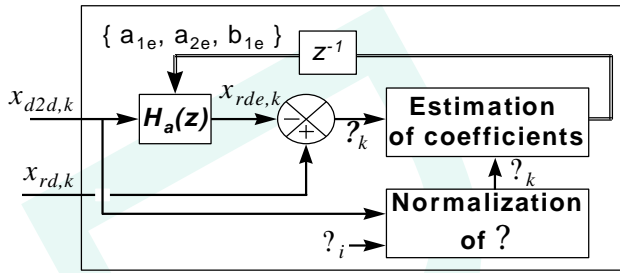 { a1e, a2e, b1e }
z-1
xd2d,k
Ha(z)
xrde,k
−
+
?k
Estimation
of coefficients
xrd,k
?k
Normalization
of ?
?i